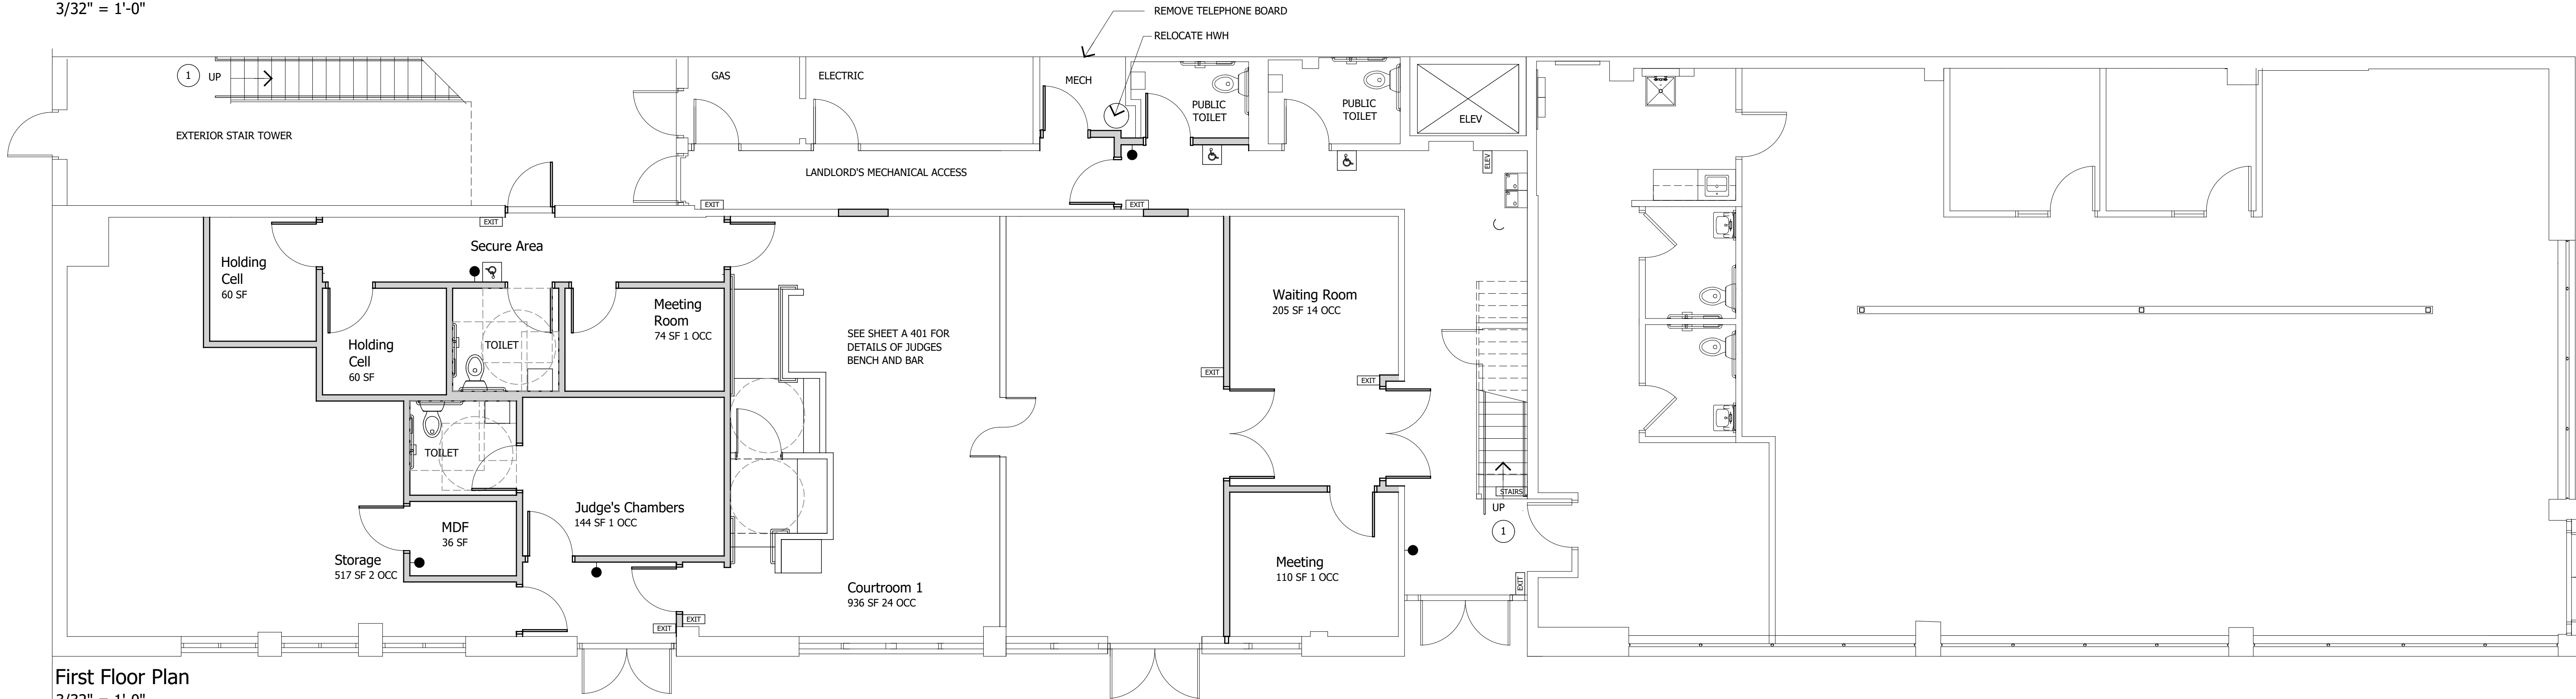 3/32" = 1'-0"
REMOVE TELEPHONE BOARD
RELOCATE HWH
1
UP
GAS
ELECTRIC
MECH
PUBLIC
TOILET
PUBLIC
TOILET
ELEV
EXTERIOR STAIR TOWER
LANDLORD'S MECHANICAL ACCESS
ELEV
EXIT
EXIT
EXIT
Secure Area
Holding
Cell
60 SF
Meeting
Room
74 SF 1 OCC
Waiting Room
205 SF 14 OCC
SEE SHEET A 401 FOR
DETAILS OF JUDGES
BENCH AND BAR
TOILET
Holding
Cell
60 SF
EXIT
EXIT
TOILET
Judge's Chambers
144 SF 1 OCC
MDF
36 SF
STAIRS
UP
1
Storage
517 SF 2 OCC
Meeting
110 SF 1 OCC
Courtroom 1
936 SF 24 OCC
EXIT
EXIT
EXIT
First Floor Plan
3/32" = 1'-0"